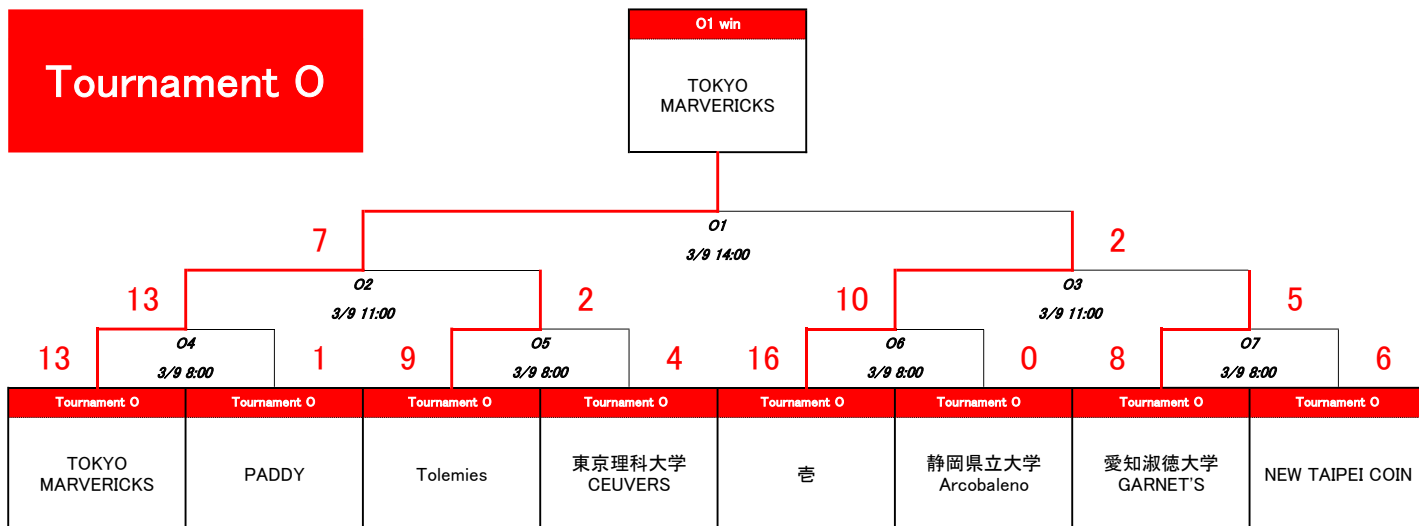 Tournament O
O1 win
TOKYO
MARVERICKS
O1
3/9 14:00
7
2
O2
3/9 11:00
13
2
O3
3/9 11:00
10
5
O4
3/9 8:00
13
1
O5
3/9 8:00
9
4
O6
3/9 8:00
16
0
O7
3/9 8:00
8
6
Tournament O
Tournament O
Tournament O
Tournament O
Tournament O
Tournament O
Tournament O
Tournament O
TOKYO
MARVERICKS
PADDY
Tolemies
東京理科大学
CEUVERS
壱
静岡県立大学
Arcobaleno
愛知淑徳大学
GARNET'S
NEW TAIPEI COIN